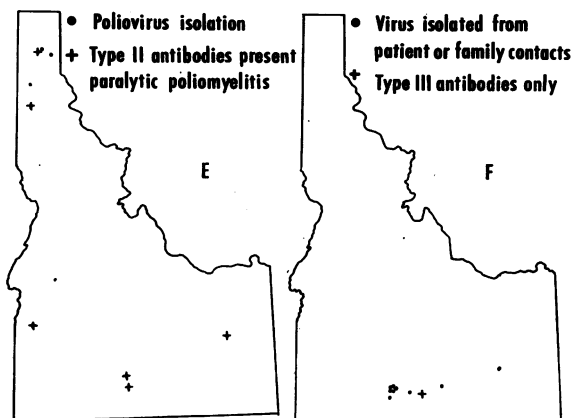 • Poliovirus isolation
+ Type II antibodies present
paralytic poliomyelitis
E
• Virus isolated from
patient or family contacts
+ Type III antibodies only
F